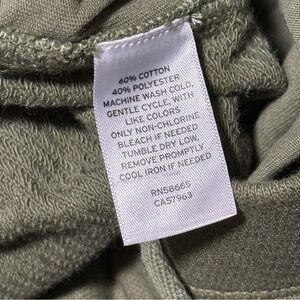 60% COTTON
40% POLYESTER
MACHINE WASH COLD,
GENTLE CYCLE, WITH
LIKE COLORS
ONLY NON-CHLORINE
BLEACH IF NEEDED
TUMBLE DRY LOW,
REMOVE PROMPTLY
COOL IRON IF NEEDED
RN58665
CA57963